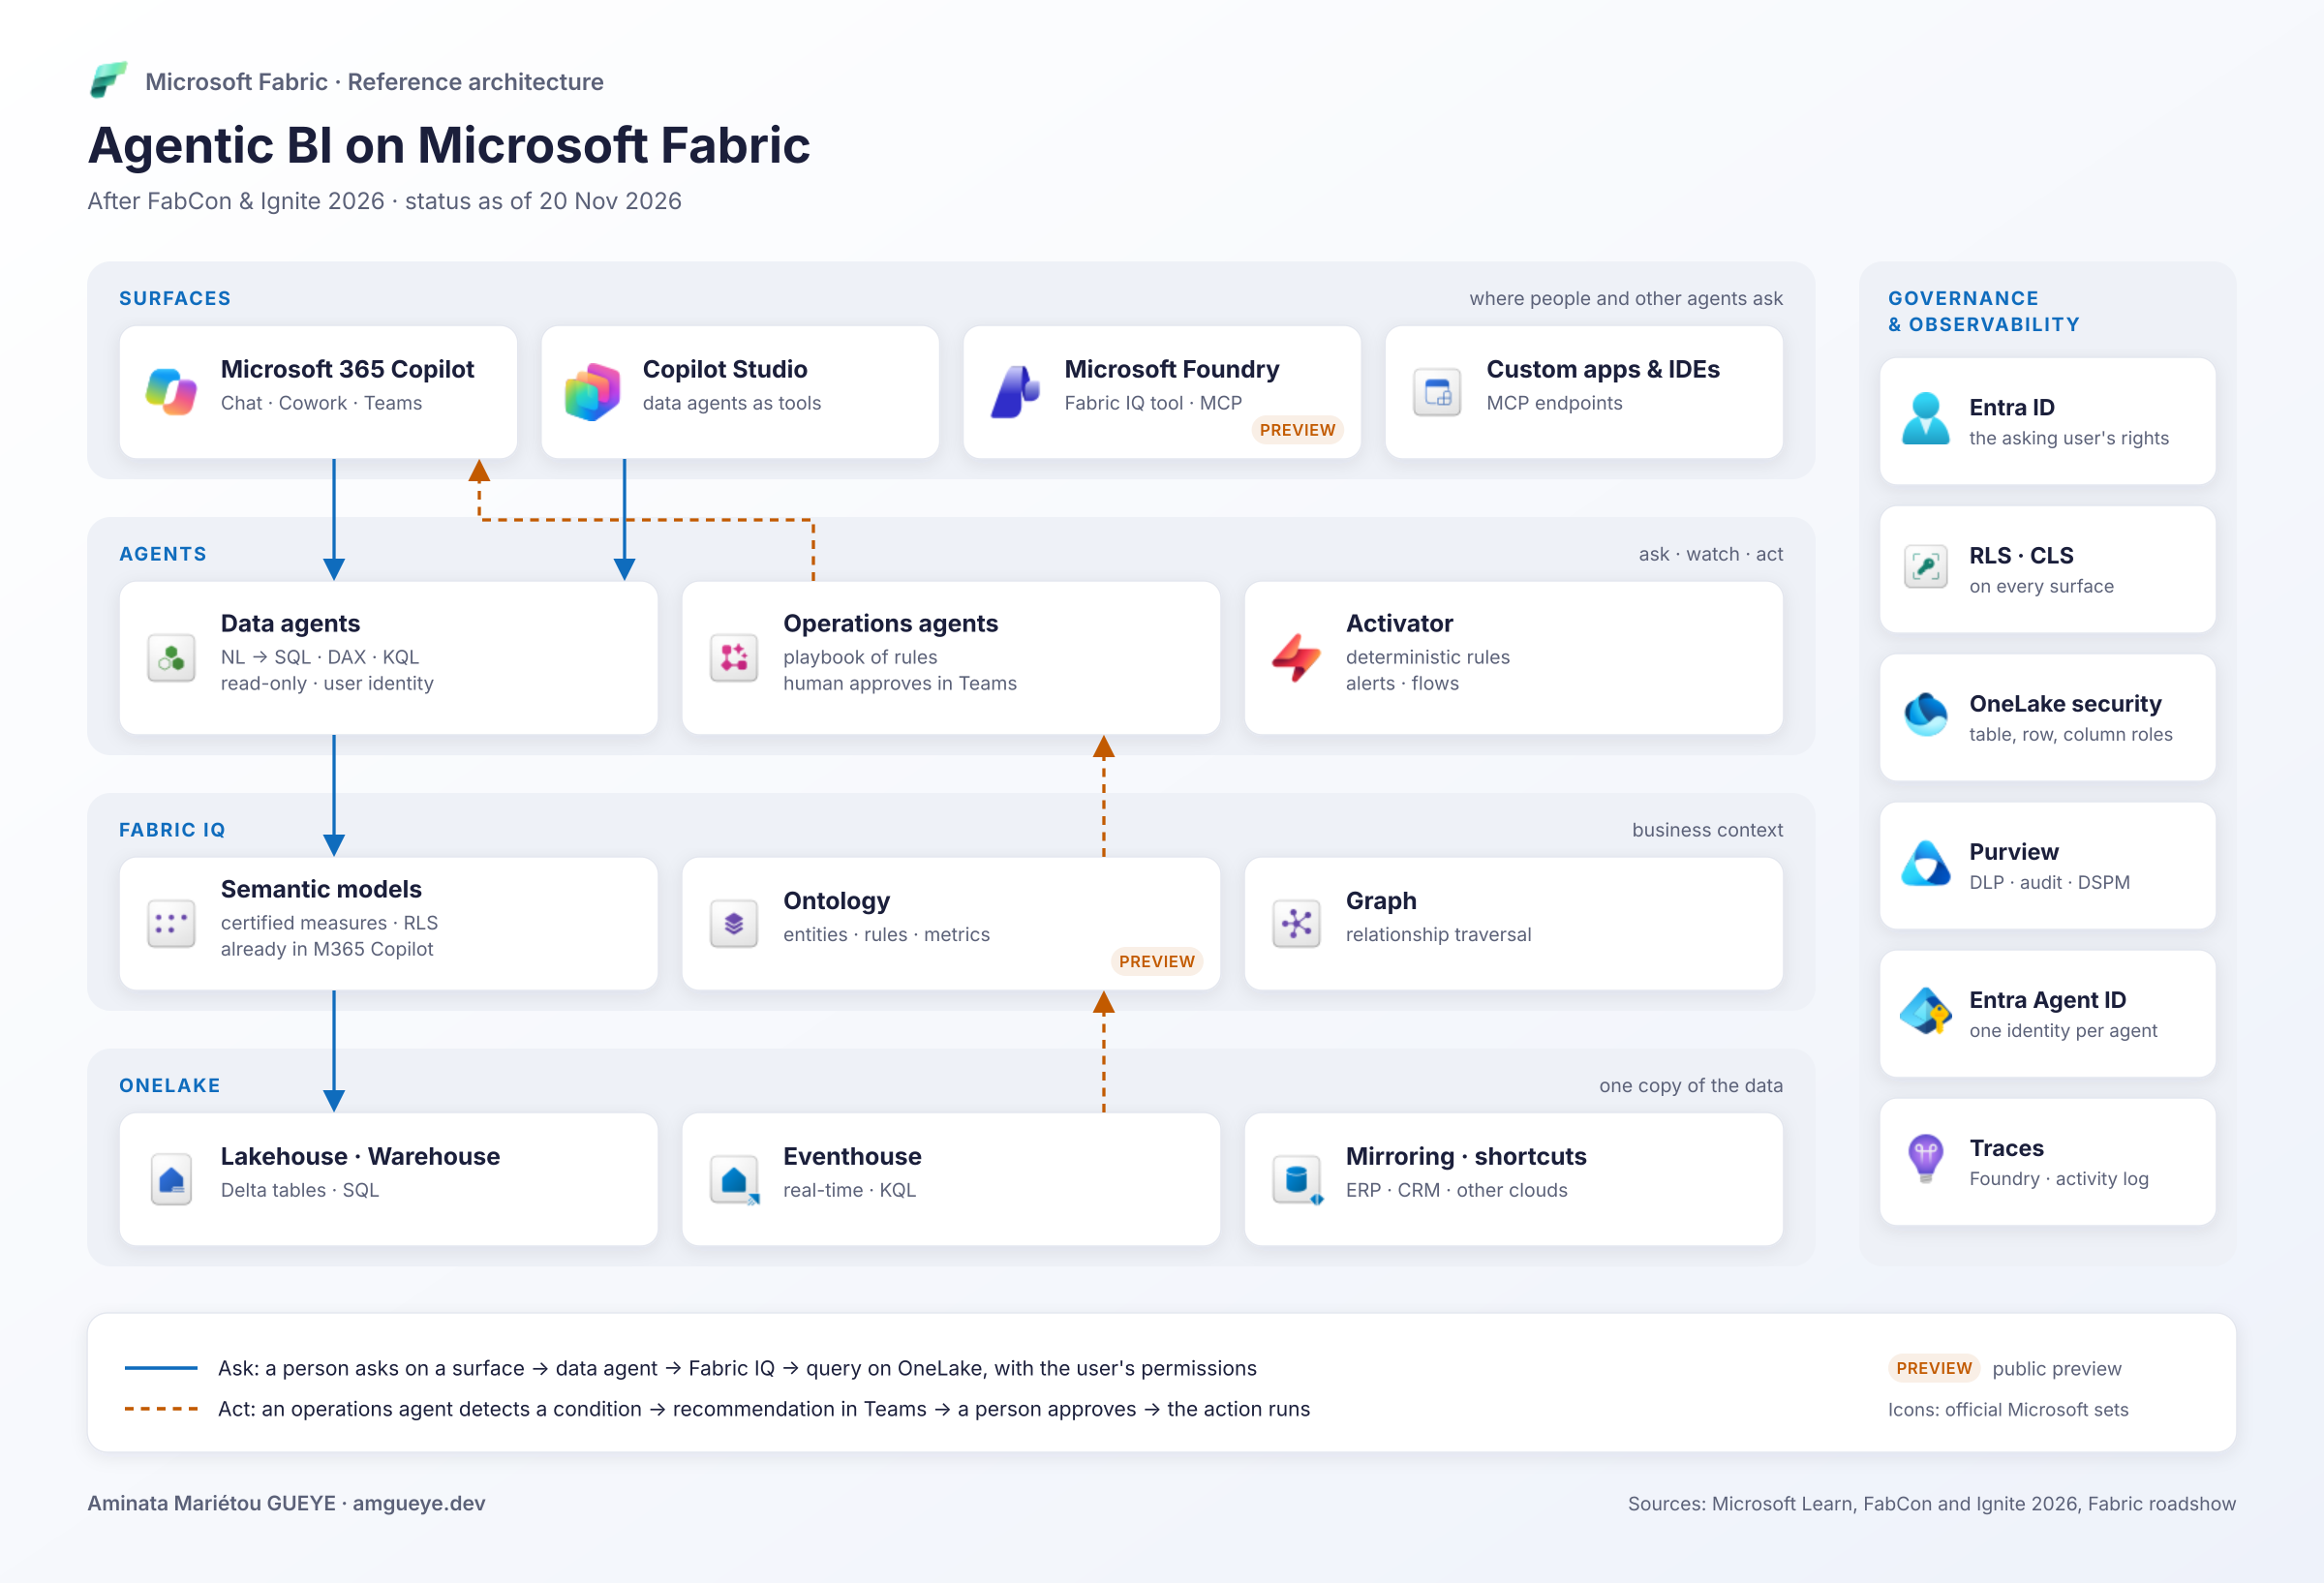 Microsoft Fabric · Reference architecture
Agentic BI on Microsoft Fabric
After FabCon & Ignite 2026 · status as of 20 Nov 2026
SURFACES
where people and other agents ask
Microsoft 365 Copilot
Chat · Cowork · Teams
Copilot Studio
data agents as tools
Microsoft Foundry
Fabric IQ tool · MCP
PREVIEW
Custom apps & IDEs
MCP endpoints
AGENTS
ask · watch · act
Data agents
NL → SQL · DAX · KQL
read-only · user identity
Operations agents
playbook of rules
human approves in Teams
Activator
deterministic rules
alerts · flows
FABRIC IQ
business context
Semantic models
certified measures · RLS
already in M365 Copilot
Ontology
entities · rules · metrics
PREVIEW
Graph
relationship traversal
ONELAKE
one copy of the data
Lakehouse · Warehouse
Delta tables · SQL
Eventhouse
real-time · KQL
Mirroring · shortcuts
ERP · CRM · other clouds
GOVERNANCE
& OBSERVABILITY
Entra ID
the asking user's rights
RLS · CLS
on every surface
OneLake security
table, row, column roles
Purview
DLP · audit · DSPM
Entra Agent ID
one identity per agent
Traces
Foundry · activity log
Ask: a person asks on a surface → data agent → Fabric IQ → query on OneLake, with the user's permissions
Act: an operations agent detects a condition → recommendation in Teams → a person approves → the action runs
PREVIEW public preview
Icons: official Microsoft sets
Aminata Mariétou GUEYE · amgueye.dev
Sources: Microsoft Learn, FabCon and Ignite 2026, Fabric roadshow